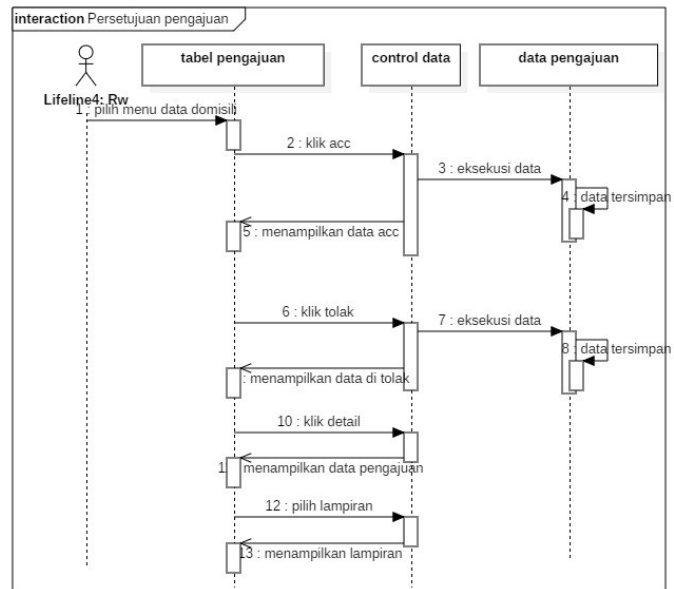 interaction Persetujuan pengajuan
tabel pengajuan
control data
data pengajuan
Lifeline4: Rw
1 : pilih menu data domisili
2 : klik acc
3 : eksekusi data
4 : data tersimpan
5 : menampilkan data acc
6 : klik tolak
7 : eksekusi data
8 : data tersimpan
: menampilkan data di tolak
10 : klik detail
1 menampilkan data pengajuan
12 : pilih lampiran
13 : menampilkan lampiran